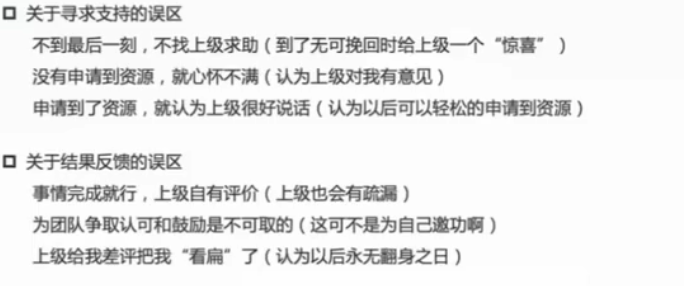 关于寻求支持的误区
不到最后一刻，不找上级求助（到了无可挽回时给上级一个“惊喜”）
没有申请到资源，就心怀不满（认为上级对我有意见）
申请到了资源，就认为上级很好说话（认为以后可以轻松的申请到资源）
关于结果反馈的误区
事情完成就行，上级自有评价（上级也会有疏漏）
为团队争取认可和鼓励是不可取的（这可不是为自己邀功啊）
上级给我差评把我“看扁”了（认为以后永无翻身之日）